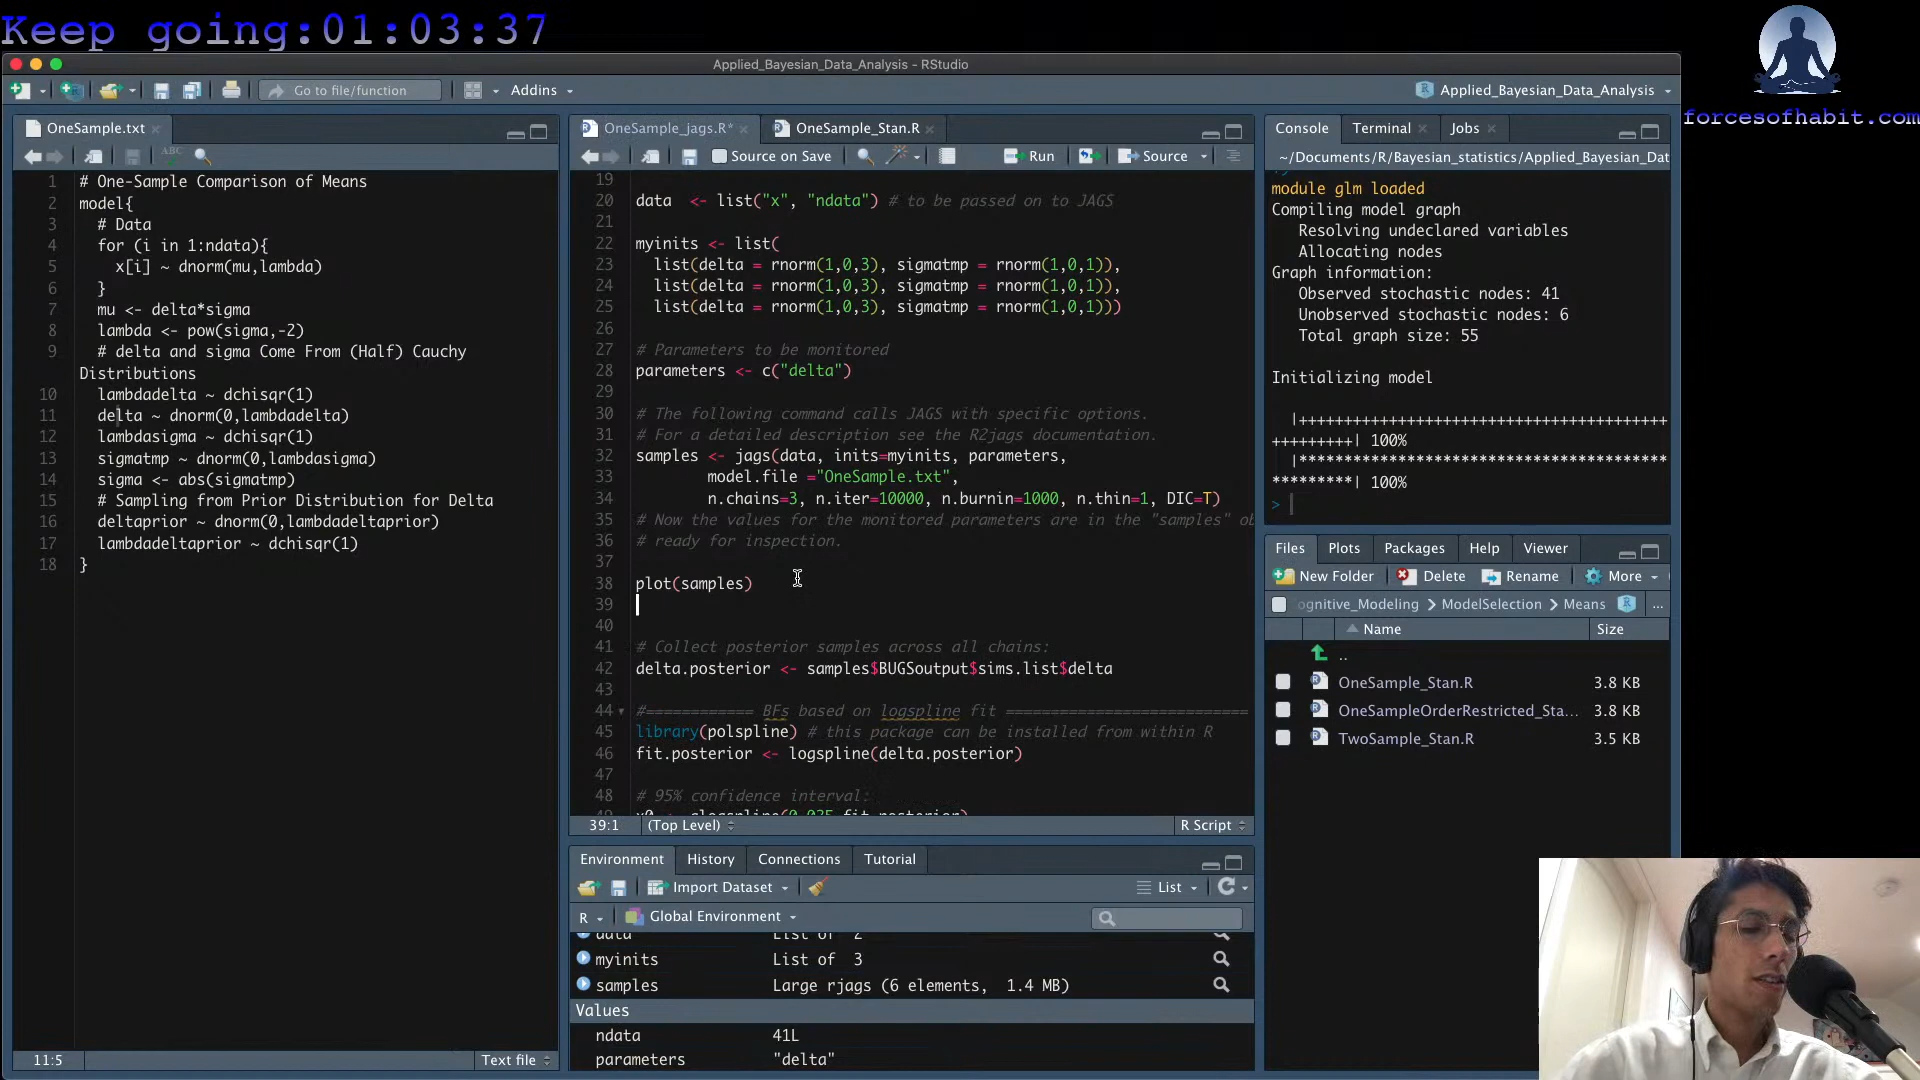 Keep going:01:03:37
forcesofhabit.com
Applied_Bayesian_Data_Analysis - RStudio
Go to file/function
Addins
Applied_Bayesian_Data_Analysis
OneSample.txt
ABC
1 # One-Sample Comparison of Means
2 model{
3 # Data
4 for (i in 1:ndata){
5 x[i] ~ dnorm(mu,lambda)
6 }
7 mu <- delta*sigma
8 lambda <- pow(sigma,-2)
9 # delta and sigma Come From (Half) Cauchy
Distributions
10 lambdadelta ~ dchisqr(1)
11 delta ~ dnorm(0,lambdadelta)
12 lambdasigma ~ dchisqr(1)
13 sigmatmp ~ dnorm(0,lambdasigma)
14 sigma <- abs(sigmatmp)
15 # Sampling from Prior Distribution for Delta
16 deltaprior ~ dnorm(0,lambdadeltaprior)
17 lambdadeltaprior ~ dchisqr(1)
18 }
11:5
Text file
OneSample_jags.R*
OneSample_Stan.R
Source on Save
Run
Source
19
20 data <- list("x", "ndata") # to be passed on to JAGS
21
22 myinits <- list(
23 list(delta = rnorm(1,0,3), sigmatmp = rnorm(1,0,1)),
24 list(delta = rnorm(1,0,3), sigmatmp = rnorm(1,0,1)),
25 list(delta = rnorm(1,0,3), sigmatmp = rnorm(1,0,1)))
26
27 # Parameters to be monitored
28 parameters <- c("delta")
29
30 # The following command calls JAGS with specific options.
31 # For a detailed description see the R2jags documentation.
32 samples <- jags(data, inits=myinits, parameters,
33 model.file ="OneSample.txt",
34 n.chains=3, n.iter=10000, n.burnin=1000, n.thin=1, DIC=T)
35 # Now the values for the monitored parameters are in the "samples" ob
36 # ready for inspection.
37
38 plot(samples)
39
40
41 # Collect posterior samples across all chains:
42 delta.posterior <- samples$BUGSoutput$sims.list$delta
43
44 #============ BFs based on logspline fit ===========================
45 library(polspline) # this package can be installed from within R
46 fit.posterior <- logspline(delta.posterior)
47
48 # 95% confidence interval:
39:1
(Top Level)
R Script
Environment
History
Connections
Tutorial
Import Dataset
List
R
Global Environment
data List of 2
myinits List of 3
samples Large rjags (6 elements, 1.4 MB)
Values
ndata 41L
parameters "delta"
Console
Terminal
Jobs
~/Documents/R/Bayesian_statistics/Applied_Bayesian_Dat
module glm loaded
Compiling model graph
Resolving undeclared variables
Allocating nodes
Graph information:
Observed stochastic nodes: 41
Unobserved stochastic nodes: 6
Total graph size: 55
Initializing model
|+++++++++++++++++++++++++++++++++++++++++
+++++++++| 100%
|*****************************************
*********| 100%
>
Files
Plots
Packages
Help
Viewer
New Folder
Delete
Rename
More
ognitive_Modeling > ModelSelection > Means
...
Name
Size
..
OneSample_Stan.R 3.8 KB
OneSampleOrderRestricted_Sta... 3.8 KB
TwoSample_Stan.R 3.5 KB